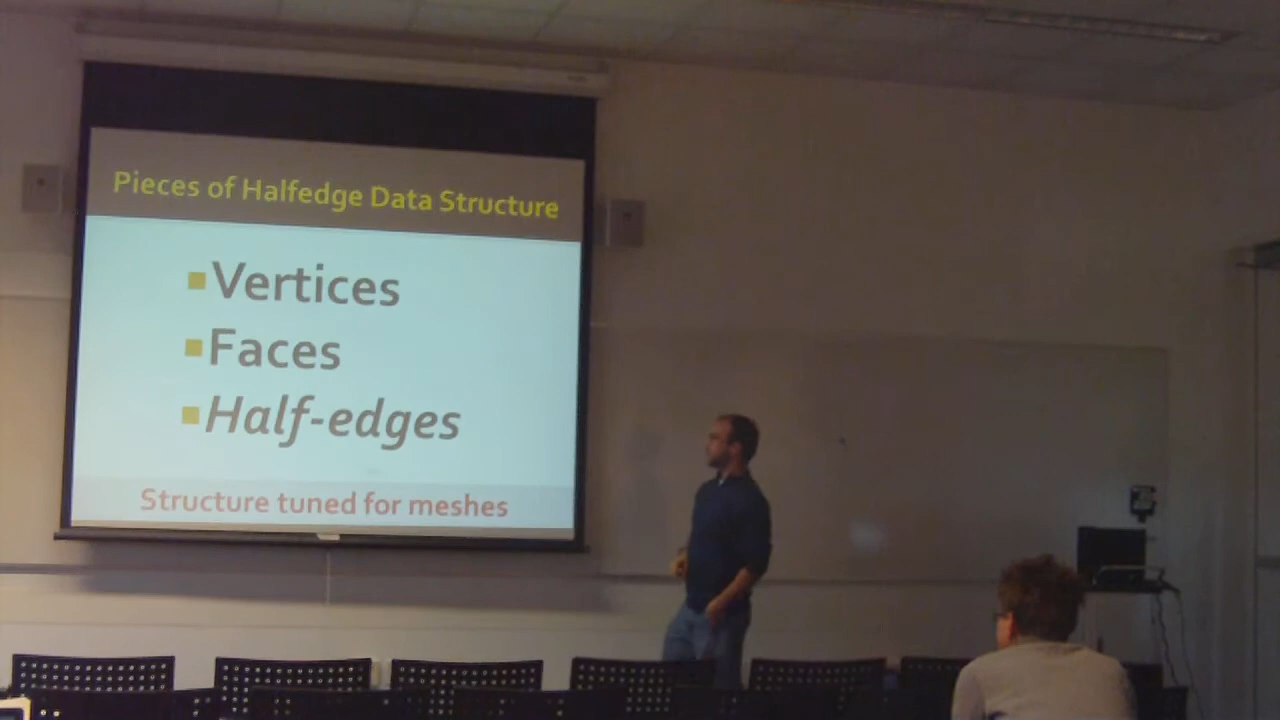 Pieces of Halfedge Data Structure
Vertices
Faces
Half-edges
Structure tuned for meshes